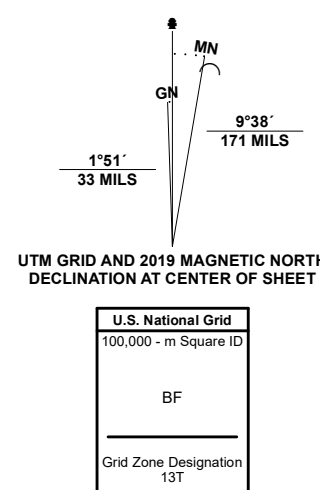 MN
GN
9°38´
171 MILS
1°51´
33 MILS
UTM GRID AND 2019 MAGNETIC NORTH
DECLINATION AT CENTER OF SHEET
U.S. National Grid
100,000 - m Square ID
BF
Grid Zone Designation
13T